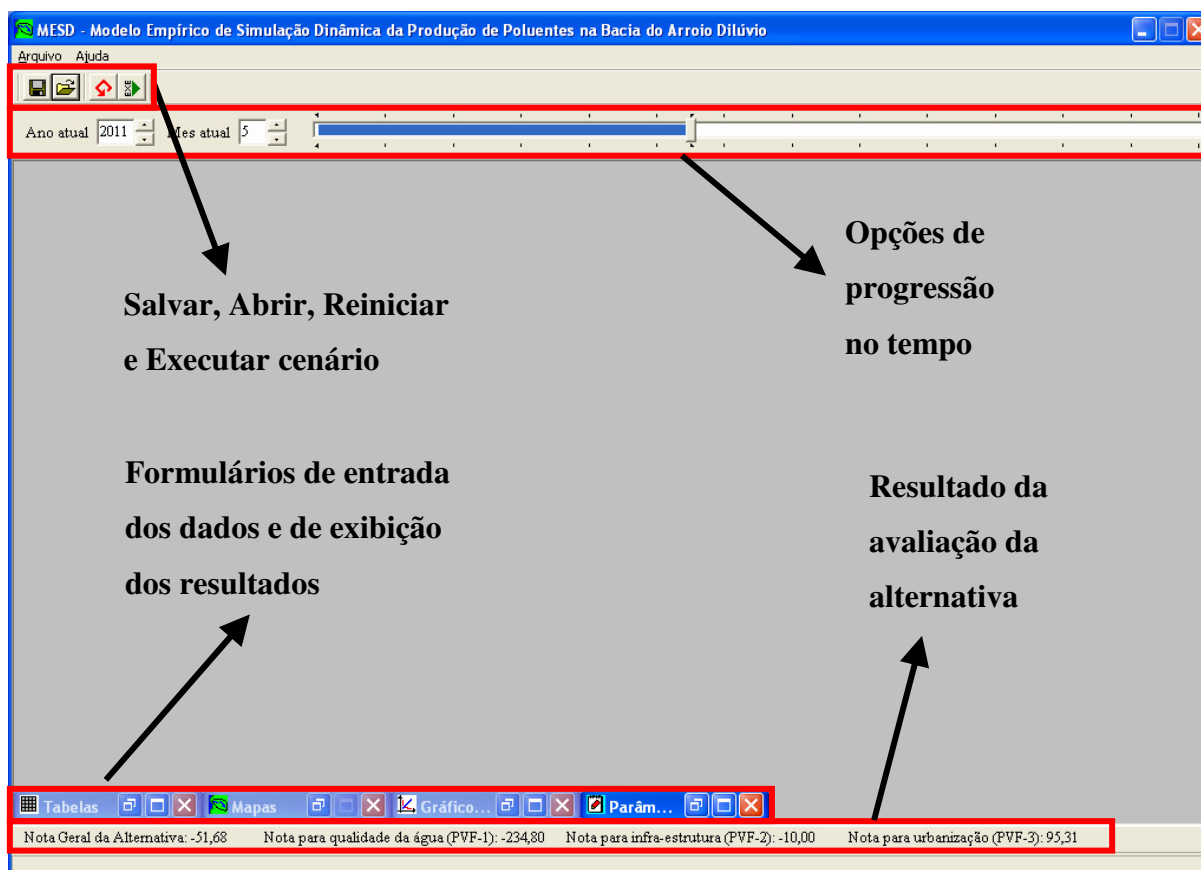 MESD - Modelo Empírico de Simulação Dinâmica da Produção de Poluentes na Bacia do Arroio Dilúvio
Arquivo Ajuda
EXE
Ano atual 2011 Mes atual 5
Opções de
progressão
no tempo
Salvar, Abrir, Reiniciar
e Executar cenário
Formulários de entrada
dos dados e de exibição
dos resultados
Resultado da
avaliação da
alternativa
Tabelas Mapas Gráfico... Parâm...
Nota Geral da Alternativa: -51,68 Nota para qualidade da água (PVF-1): -234,80 Nota para infra-estrutura (PVF-2): -10,00 Nota para urbanização (PVF-3): 95,31